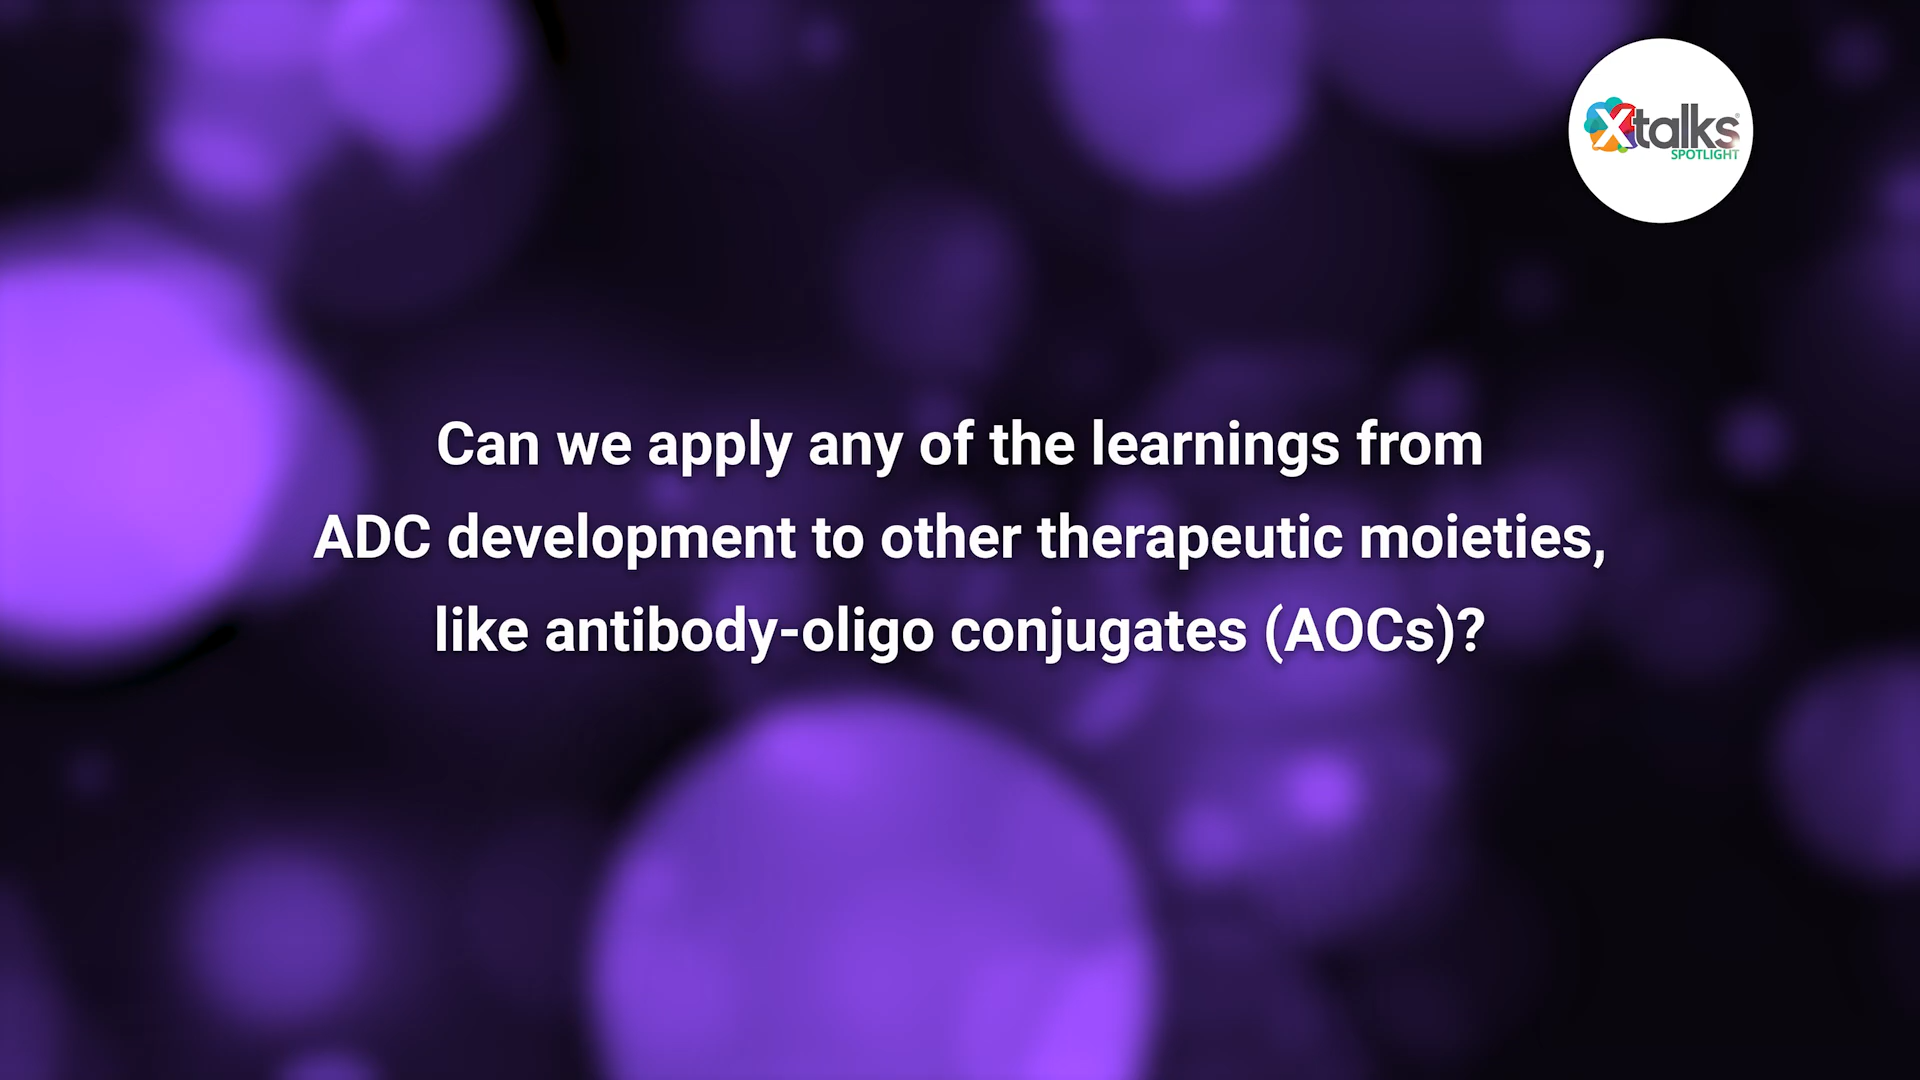 Xtalks
SPOTLIGHT
Can we apply any of the learnings from
ADC development to other therapeutic moieties,
like antibody-oligo conjugates (AOCs)?